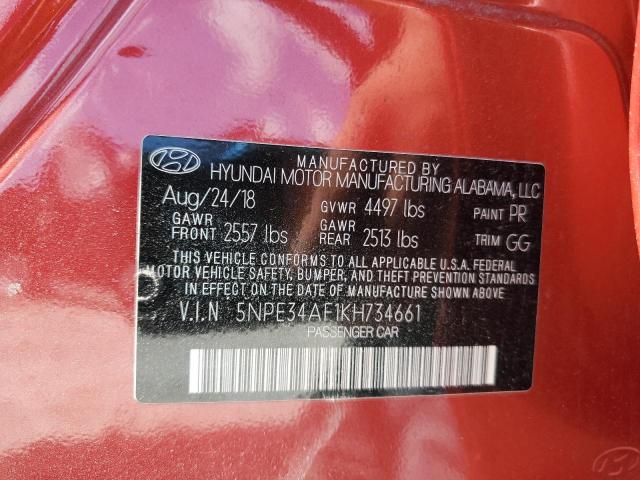 MANUFACTURED BY
HYUNDAI MOTOR MANUFACTURING ALABAMA, LLC
Aug/24/18 GVWR 4497 lbs PAINT PR
GAWR FRONT 2557 lbs GAWR REAR 2513 lbs TRIM GG
THIS VEHICLE CONFORMS TO ALL APPLICABLE U.S.A. FEDERAL
MOTOR VEHICLE SAFETY, BUMPER, AND THEFT PREVENTION STANDARDS
IN EFFECT ON THE DATE OF MANUFACTURE SHOWN ABOVE.
V.I.N 5NPE34AF1KH734661
PASSENGER CAR